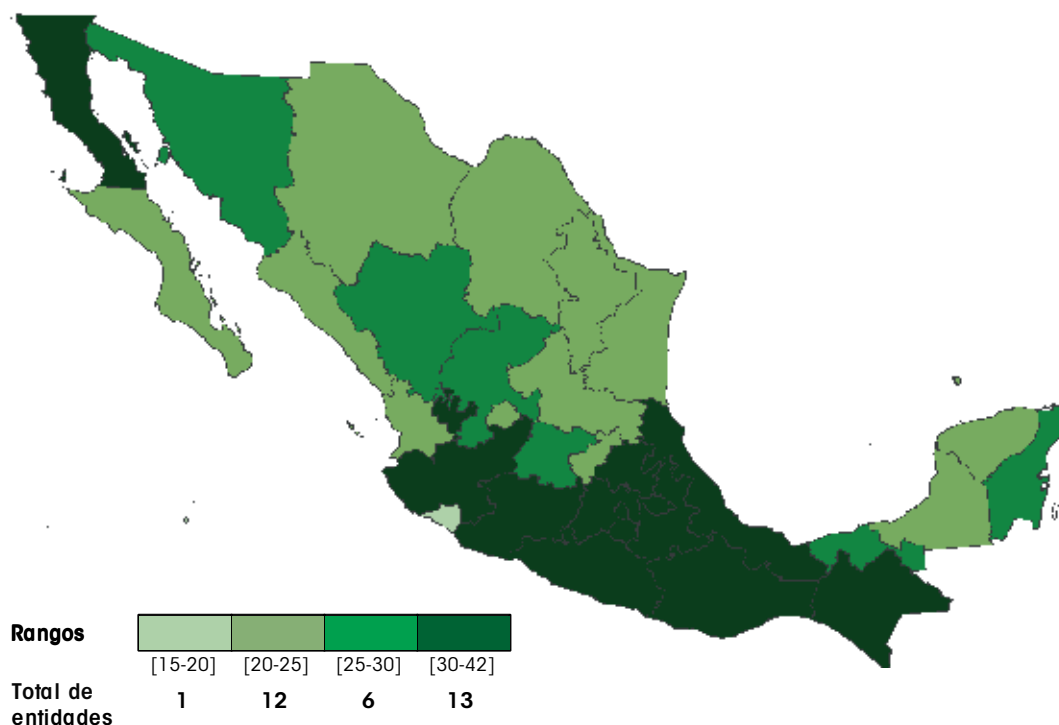 Rangos
[15-20] [20-25] [25-30] [30-42]
Total de
entidades
1 12 6 13